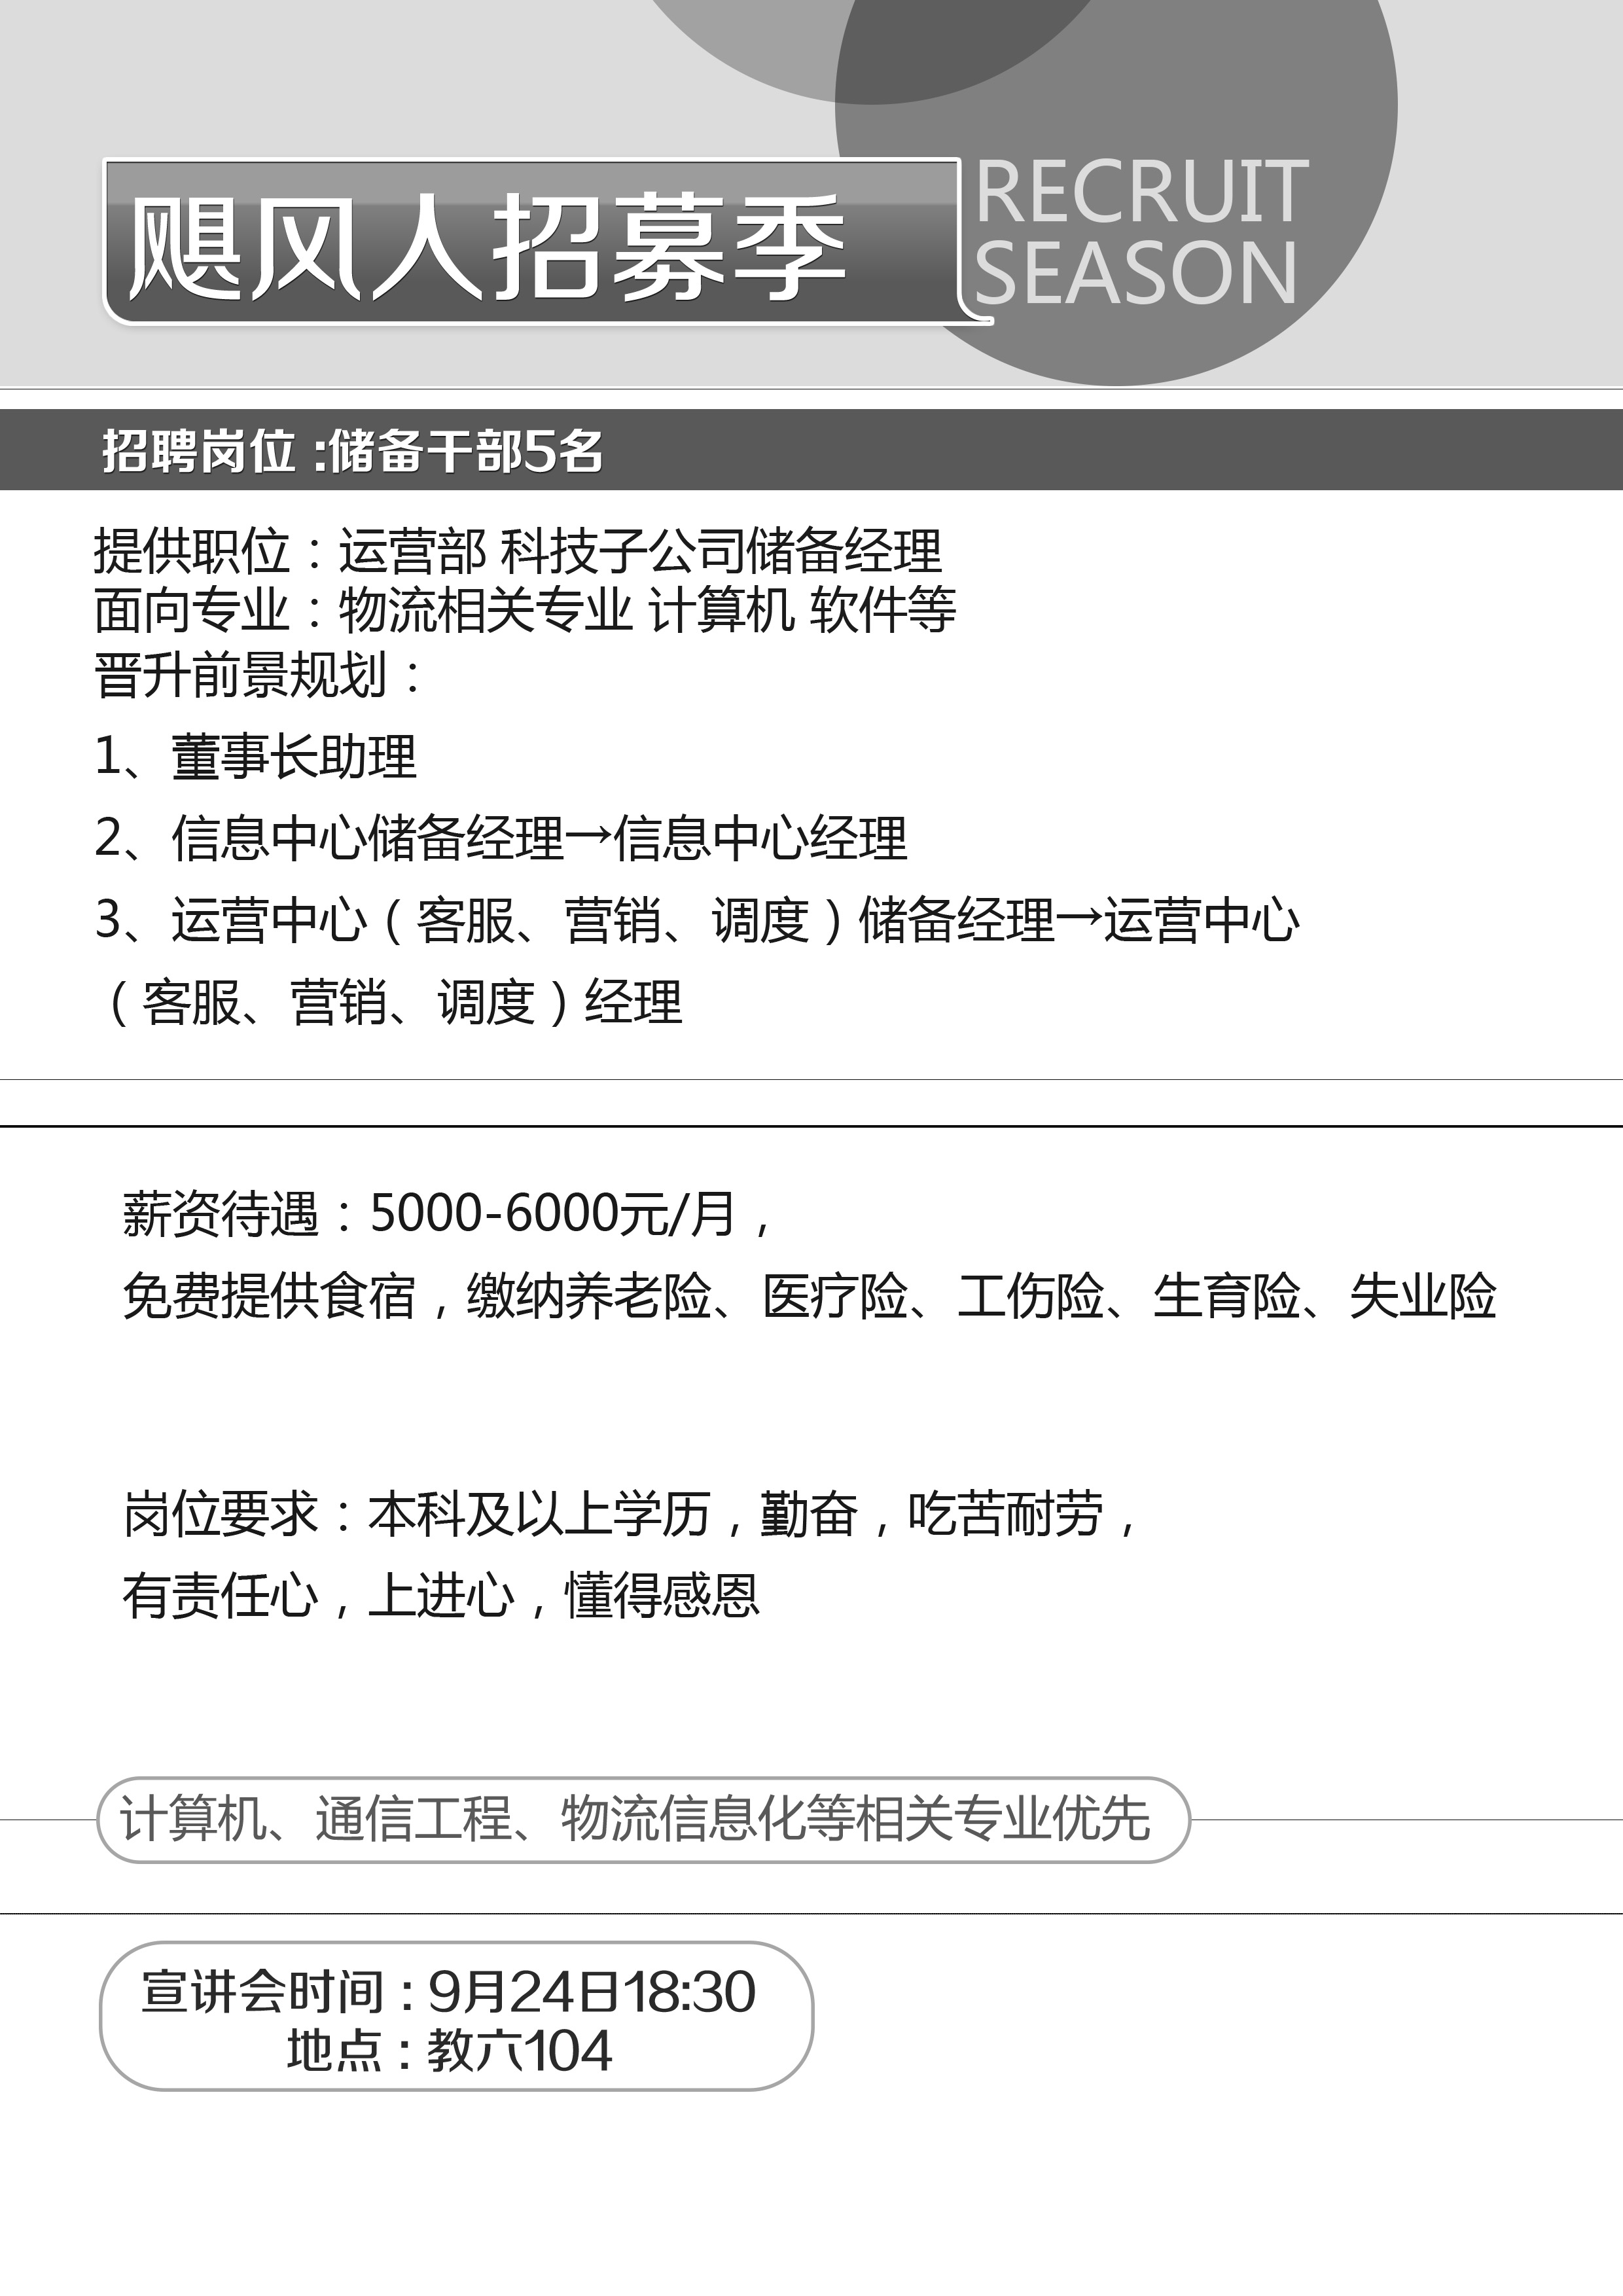 飓风人招募季
RECRUIT
SEASON
招聘岗位 :储备干部5名
提供职位：运营部 科技子公司储备经理
面向专业：物流相关专业 计算机 软件等
晋升前景规划：
1、董事长助理
2、信息中心储备经理→信息中心经理
3、运营中心（客服、营销、调度）储备经理→运营中心
（客服、营销、调度）经理
薪资待遇：5000-6000元/月，
免费提供食宿，缴纳养老险、医疗险、工伤险、生育险、失业险
岗位要求：本科及以上学历，勤奋，吃苦耐劳，
有责任心，上进心，懂得感恩
计算机、通信工程、物流信息化等相关专业优先
宣讲会时间：9月24日18:30
地点：教六104